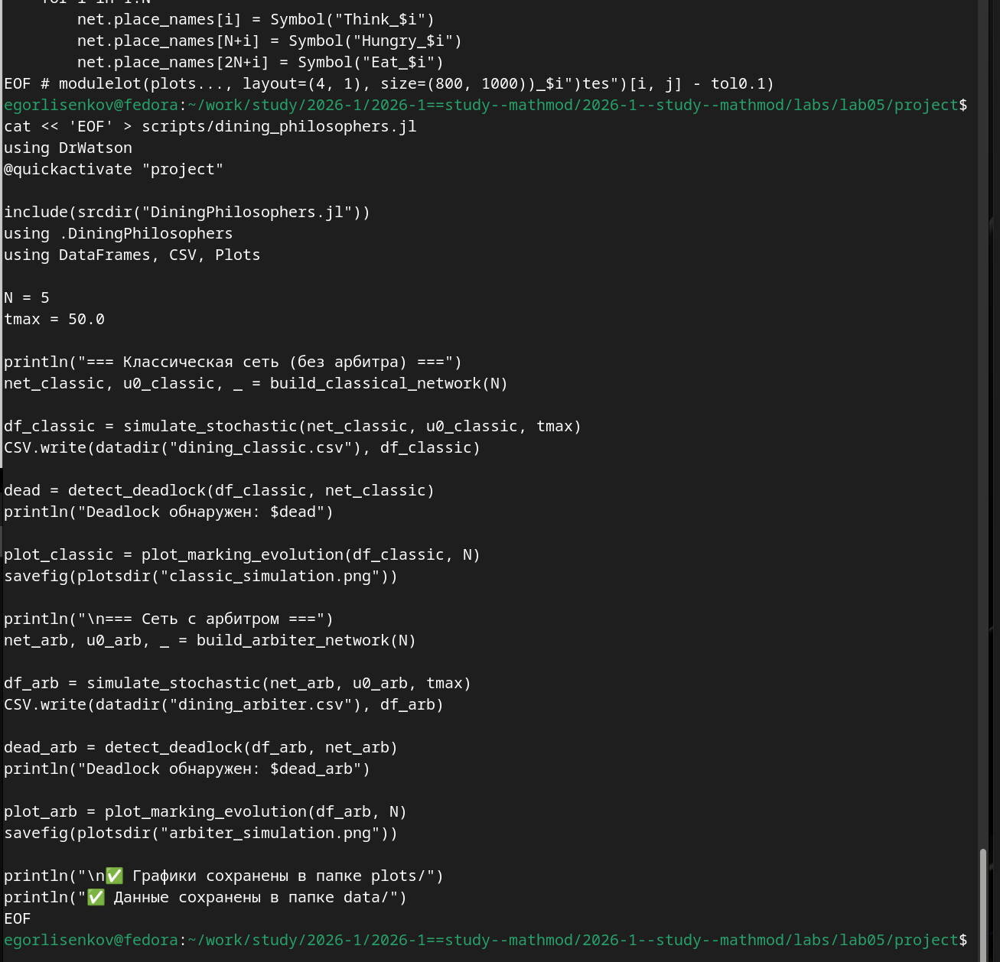 net.place_names[i] = Symbol("Think_$i")
        net.place_names[N+i] = Symbol("Hungry_$i")
        net.place_names[2N+i] = Symbol("Eat_$i")
EOF # modulelot(plots..., layout=(4, 1), size=(800, 1000))_$i")tes")[i, j] - tol0.1)
egorlisenkov@fedora:~/work/study/2026-1/2026-1==study--mathmod/2026-1--study--mathmod/labs/lab05/project$
cat << 'EOF' > scripts/dining_philosophers.jl
using DrWatson
@quickactivate "project"

include(srcdir("DiningPhilosophers.jl"))
using .DiningPhilosophers
using DataFrames, CSV, Plots

N = 5
tmax = 50.0

println("=== Классическая сеть (без арбитра) ===")
net_classic, u0_classic, _ = build_classical_network(N)

df_classic = simulate_stochastic(net_classic, u0_classic, tmax)
CSV.write(datadir("dining_classic.csv"), df_classic)

dead = detect_deadlock(df_classic, net_classic)
println("Deadlock обнаружен: $dead")

plot_classic = plot_marking_evolution(df_classic, N)
savefig(plotsdir("classic_simulation.png"))

println("\n=== Сеть с арбитром ===")
net_arb, u0_arb, _ = build_arbiter_network(N)

df_arb = simulate_stochastic(net_arb, u0_arb, tmax)
CSV.write(datadir("dining_arbiter.csv"), df_arb)

dead_arb = detect_deadlock(df_arb, net_arb)
println("Deadlock обнаружен: $dead_arb")

plot_arb = plot_marking_evolution(df_arb, N)
savefig(plotsdir("arbiter_simulation.png"))

println("\n✅ Графики сохранены в папке plots/")
println("✅ Данные сохранены в папке data/")
EOF
egorlisenkov@fedora:~/work/study/2026-1/2026-1==study--mathmod/2026-1--study--mathmod/labs/lab05/project$